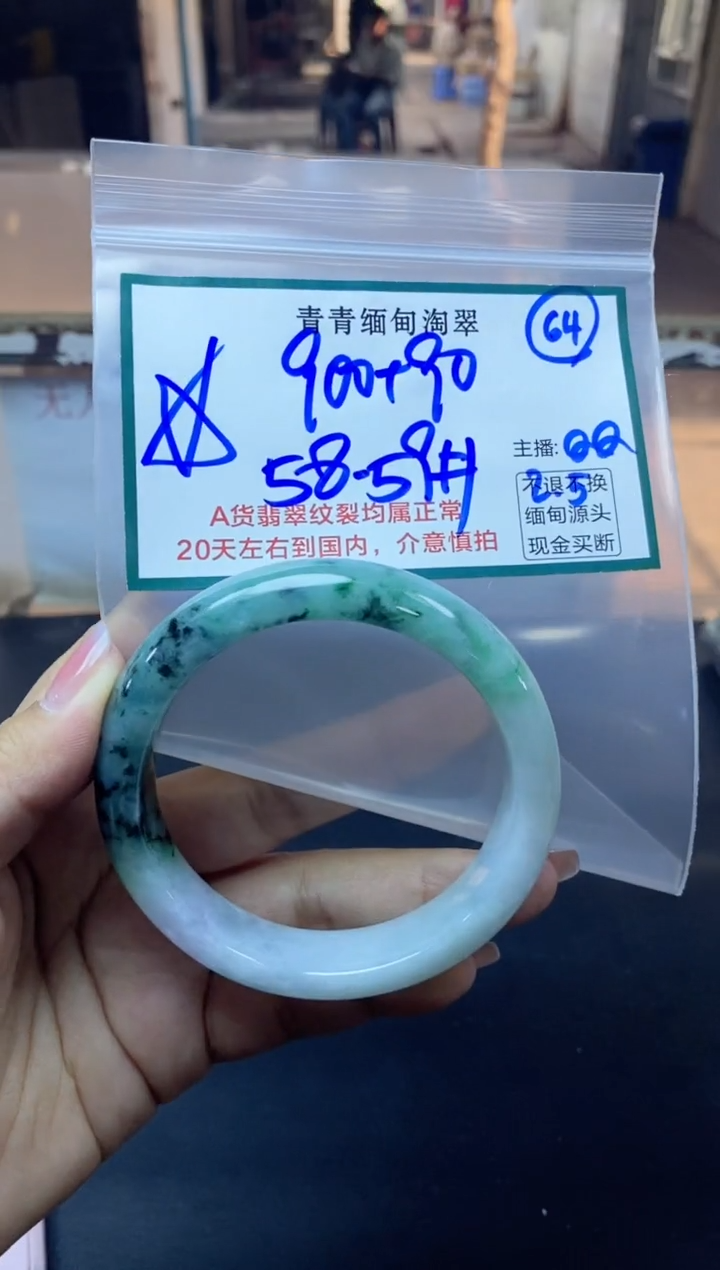 青青缅甸淘翠
64
900+90
58-59
主播: QQ
2.5
不退不换
缅甸源头
现金买断
A货翡翠纹裂均属正常
20天左右到国内，介意慎拍